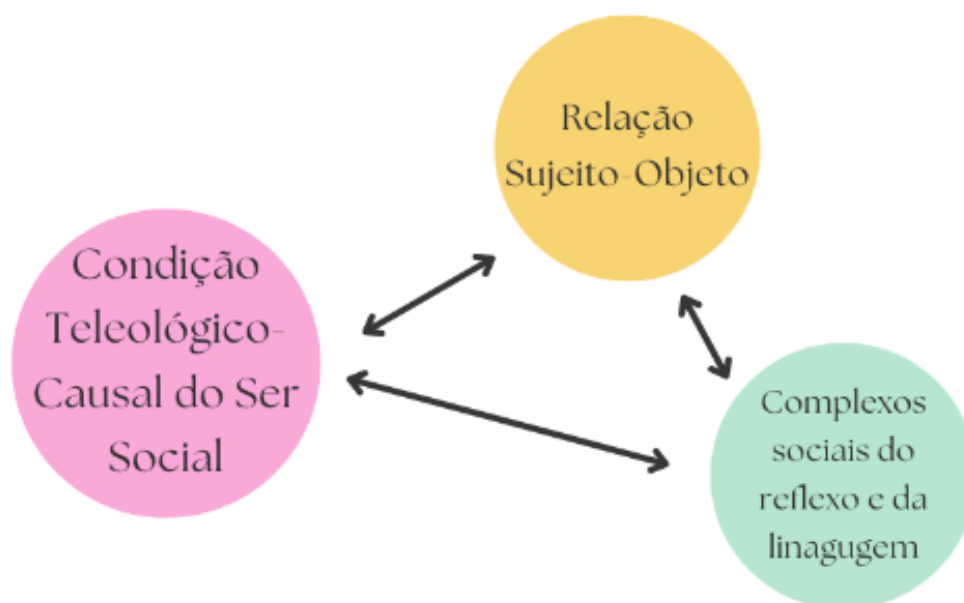 Relação
Sujeito-Objeto
Condição
Teleológico-
Causal do Ser
Social
Complexos
sociais do
reflexo e da
linagugem